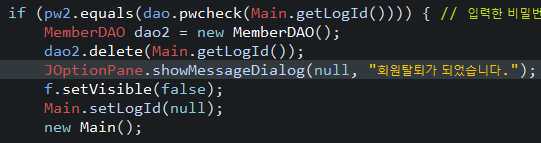 if (pw2.equals(dao.pwcheck(Main.getLogId()))) { // 입력한 비밀번
MemberDAO dao2 = new MemberDAO();
dao2.delete(Main.getLogId());
JOptionPane.showMessageDialog(null, "회원탈퇴가 되었습니다.");
f.setVisible(false);
Main.setLogId(null);
new Main();